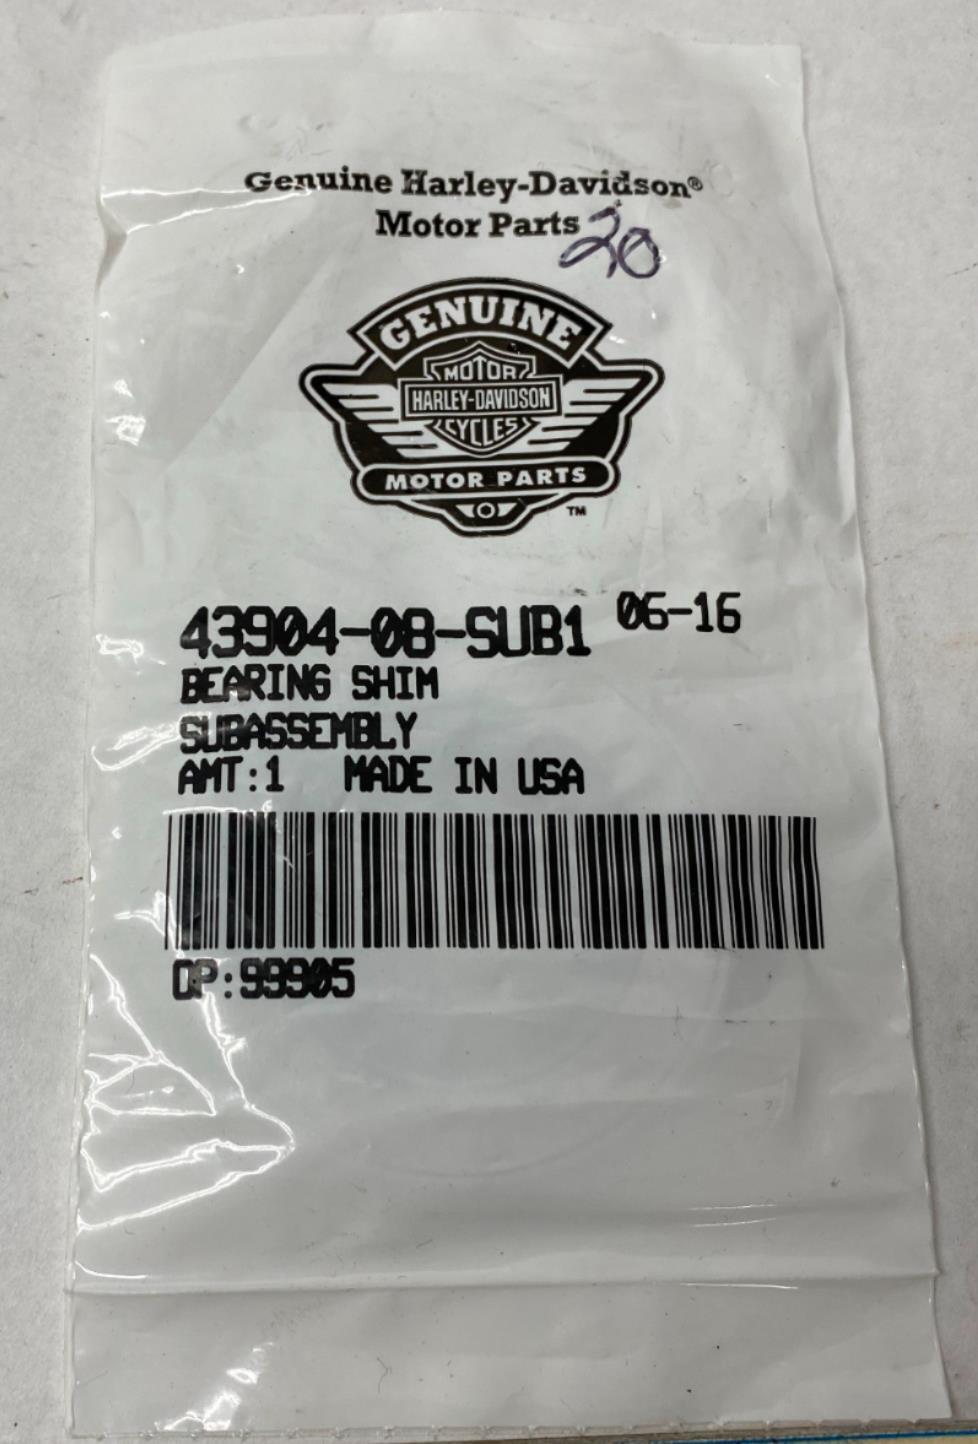 Genuine Harley-Davidson®
Motor Parts
20
GENUINE
MOTOR
HARLEY-DAVIDSON
CYCLES
MOTOR PARTS
TM
43904-08-SUB1 06-16
BEARING SHIM
SUBASSEMBLY
AMT:1 MADE IN USA
OP:99905